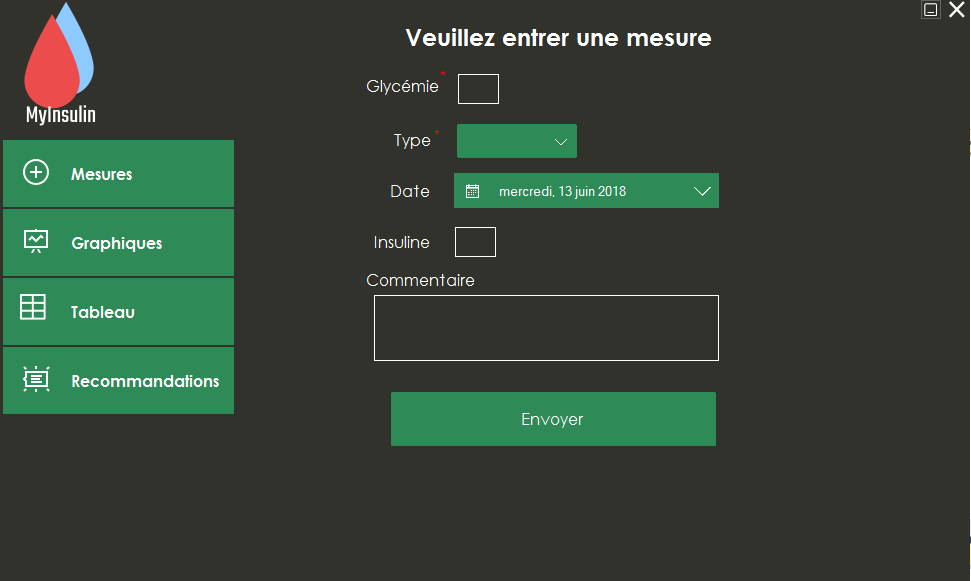 MyInsulin
Mesures
Graphiques
Tableau
Recommandations
Veuillez entrer une mesure
Glycémie *
Type *
Date mercredi, 13 juin 2018
Insuline
Commentaire
Envoyer